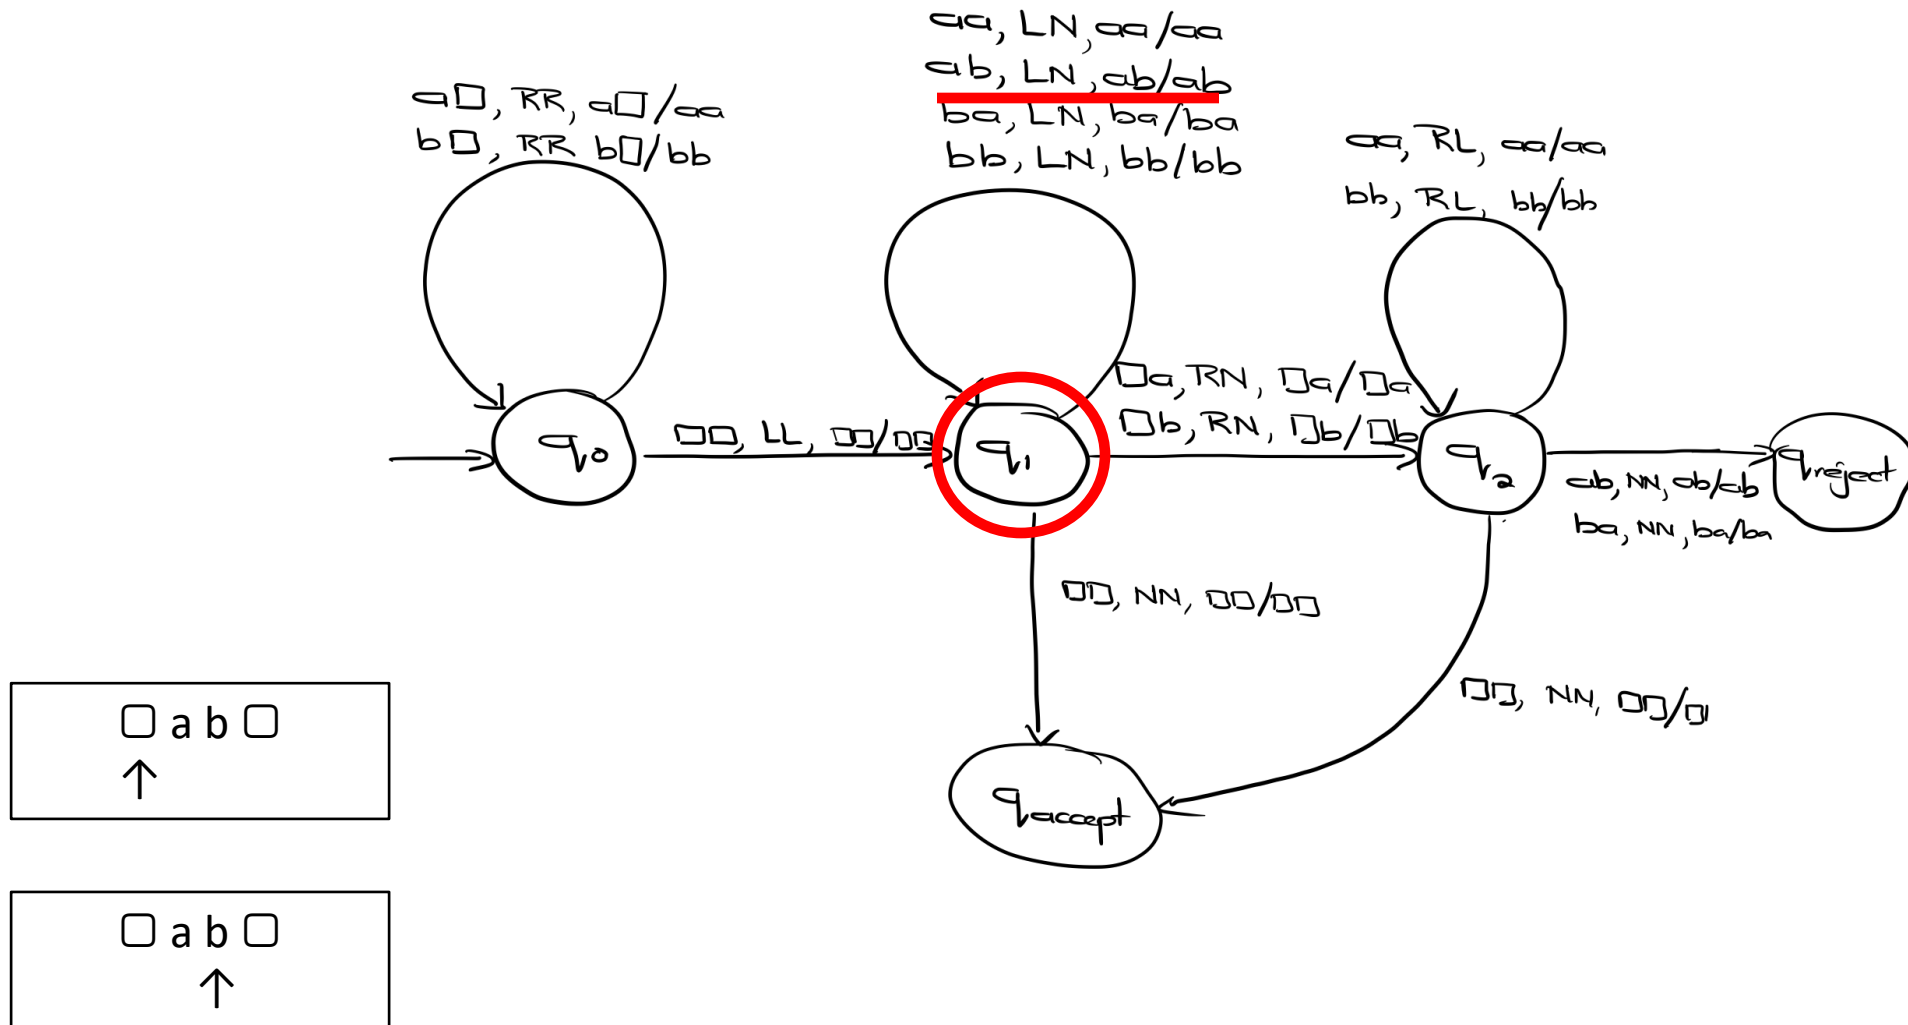 aa, LN, aa/aa
ab, LN, ab/ab
ba, LN, ba/ba
bb, LN, bb/bb
a□, RR, a□/aa
b□, RR b□/bb
aa, RL, aa/aa
bb, RL, bb/bb
□a, RN, □a/□a
□b, RN, □b/□b
q0
□□, LL, □□/□□
q1
q2
qreject
ab, NN, ab/ab
ba, NN, ba/ba
□□, NN, □□/□□
□□, NN, □□/□
qaccept
□ a b □
↑
□ a b □
↑